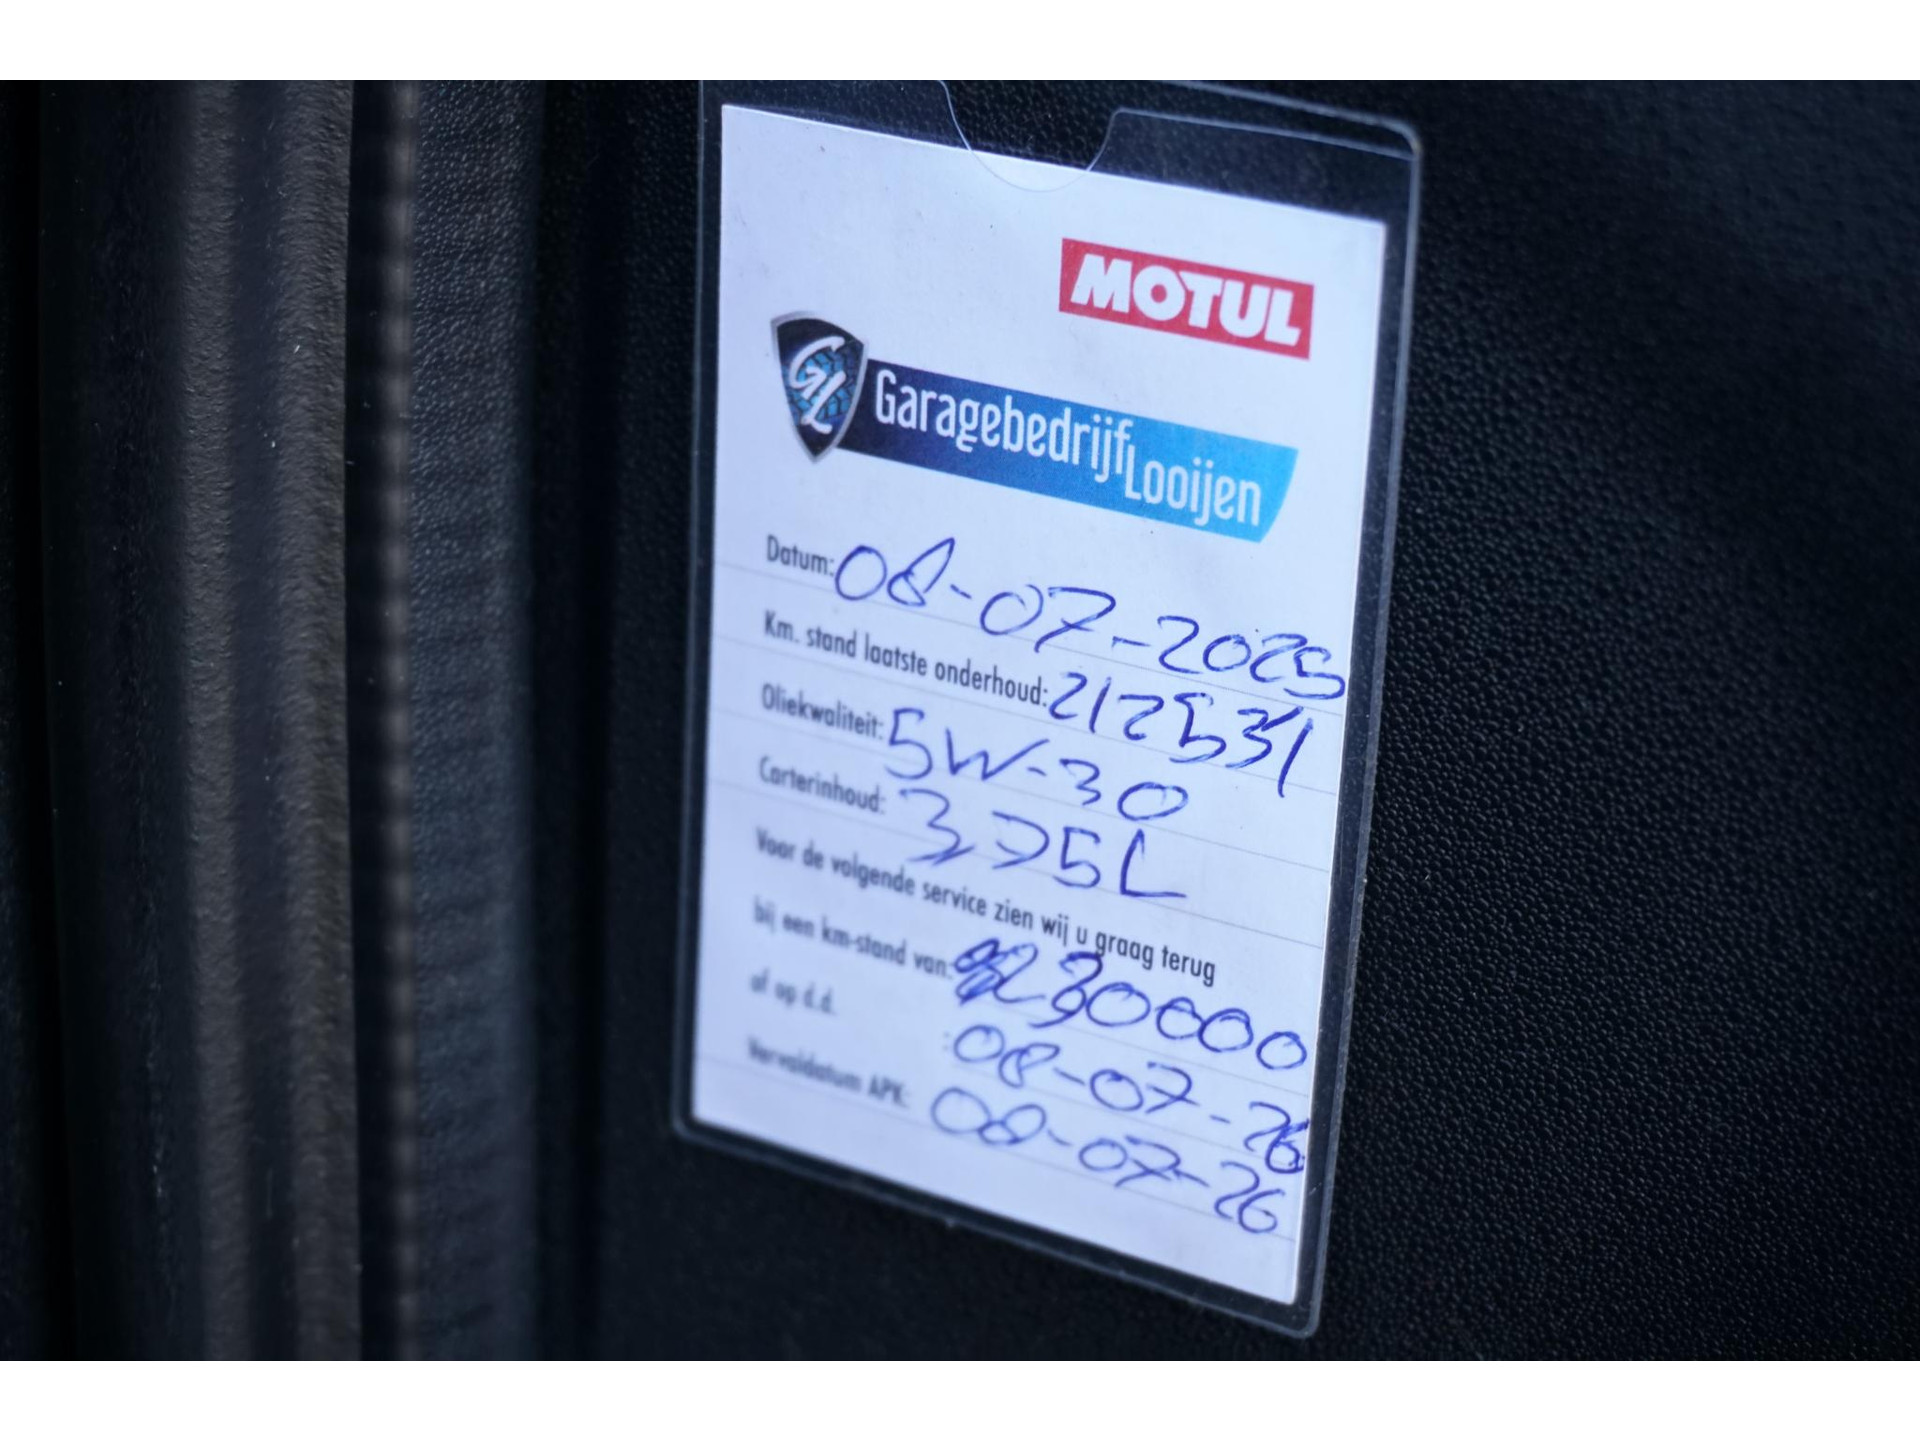 MOTUL
GL Garagebedrijf Looijen
Datum: 08-07-2025
Km. stand laatste onderhoud: 212531
Oliekwaliteit: 5W-30
Carterinhoud: 3,75L
Voor de volgende service zien wij u graag terug
bij een km-stand van: 230000
of op d.d. : 08-07-26
Vervaldatum APK: 08-07-26